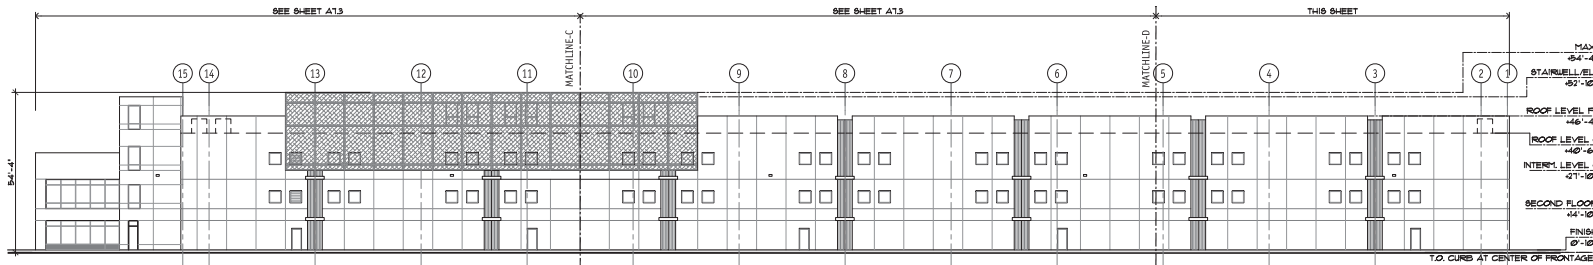 SEE SHEET A7.3
SEE SHEET A7.3
THIS SHEET
MATCHLINE-C
MATCHLINE-D
15 14 13 12 11 10 9 8 7 6 5 4 3 2 1
MAX
+54'-4
STAIRWELL/EL
+52'-10
ROOF LEVEL F
+46'-4
ROOF LEVEL
+40'-6
INTERM. LEVEL
+27'-10
SECOND FLOOR
+14'-10
FINISH
0'-10
T.O. CURB AT CENTER OF FRONTAGE
54'-4"